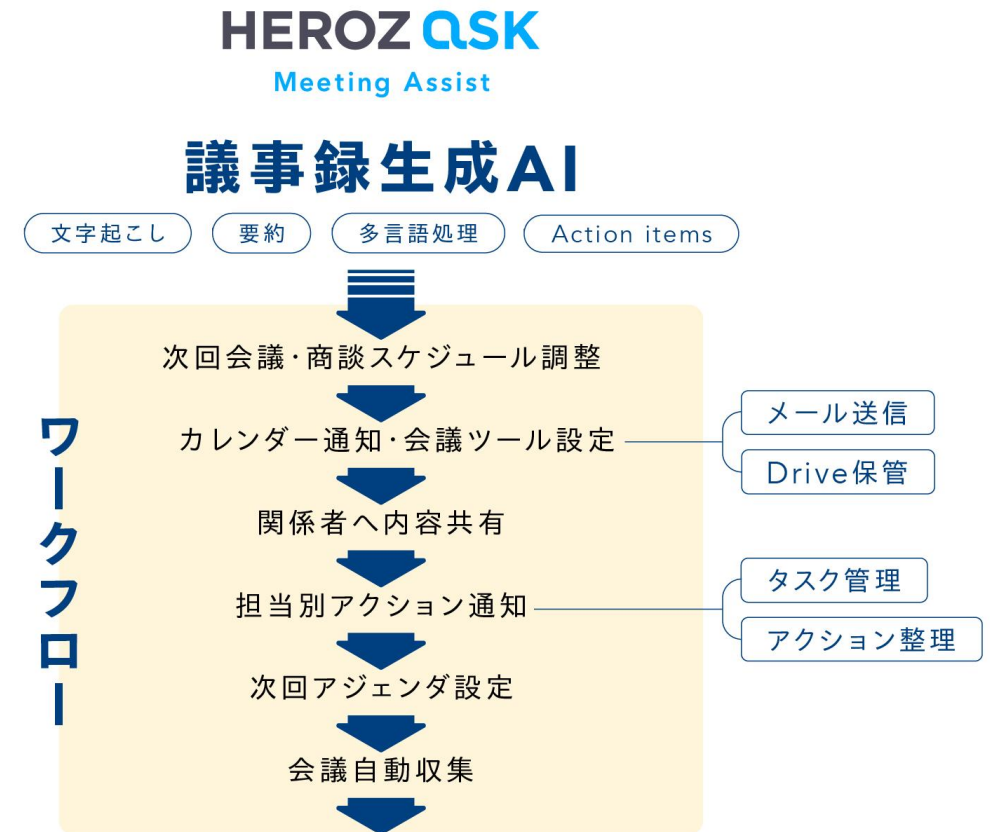 HEROZ ask
Meeting Assist
議事録生成AI
文字起こし
要約
多言語処理
Action items
ワークフロー
次回会議・商談スケジュール調整
カレンダー通知・会議ツール設定
メール送信
Drive保管
関係者へ内容共有
担当別アクション通知
タスク管理
アクション整理
次回アジェンダ設定
会議自動収集